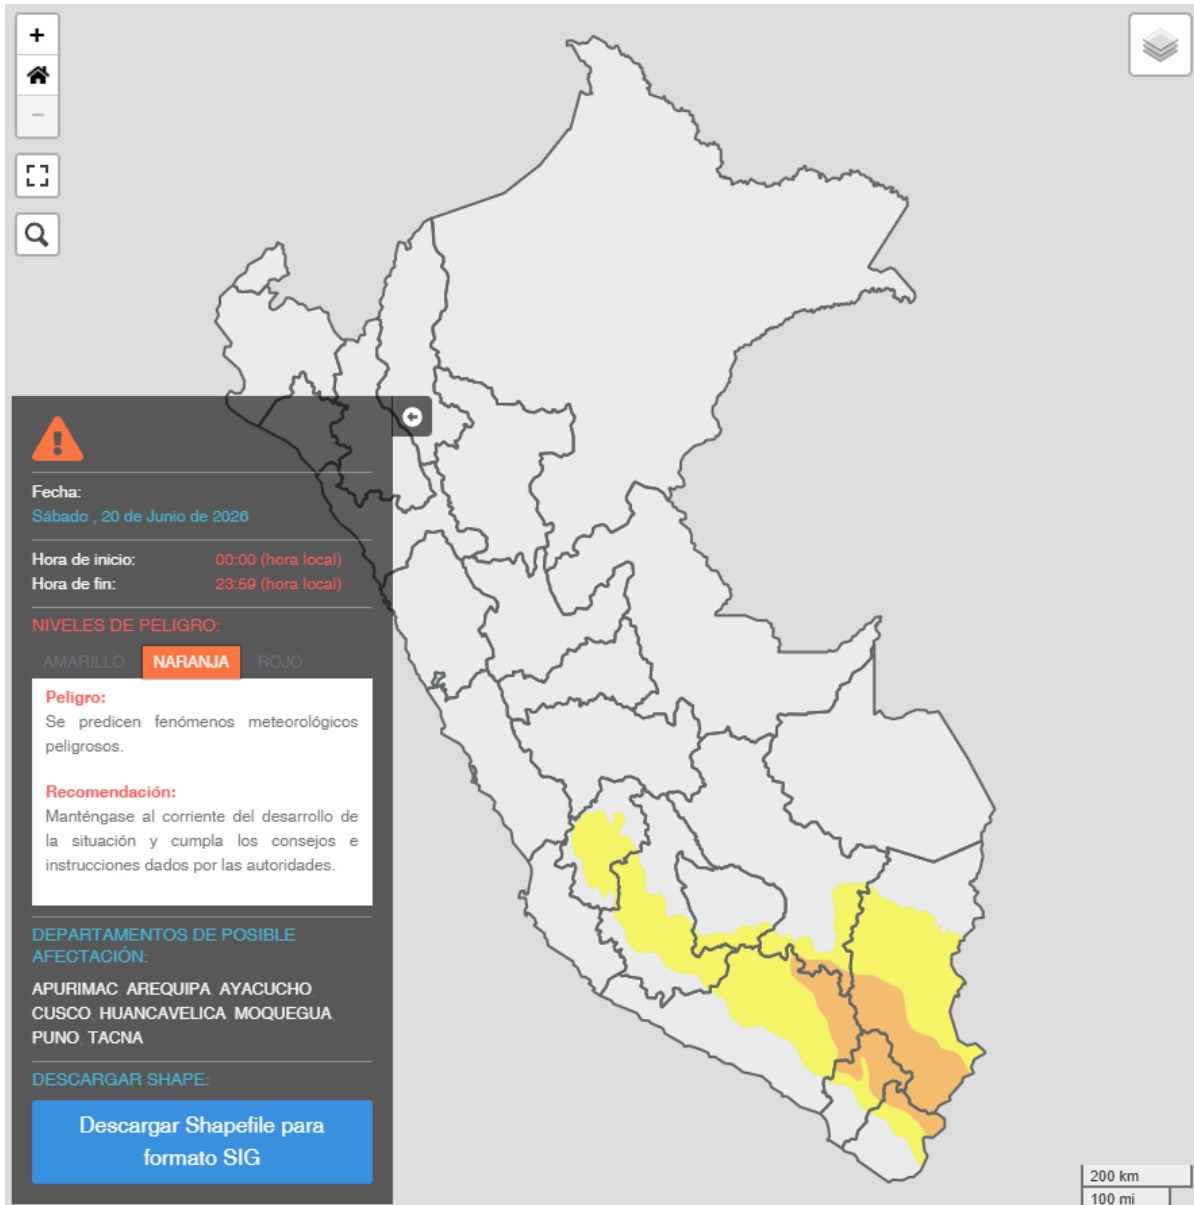 +
−
Fecha:
Sábado , 20 de Junio de 2026
Hora de inicio: 00:00 (hora local)
Hora de fin: 23:59 (hora local)
NIVELES DE PELIGRO:
AMARILLO NARANJA ROJO
Peligro:
Se predicen fenómenos meteorológicos
peligrosos.
Recomendación:
Manténgase al corriente del desarrollo de
la situación y cumpla los consejos e
instrucciones dados por las autoridades.
DEPARTAMENTOS DE POSIBLE
AFECTACIÓN:
APURIMAC, AREQUIPA, AYACUCHO,
CUSCO, HUANCAVELICA, MOQUEGUA,
PUNO, TACNA
DESCARGAR SHAPE:
Descargar Shapefile para
formato SIG
200 km
100 mi